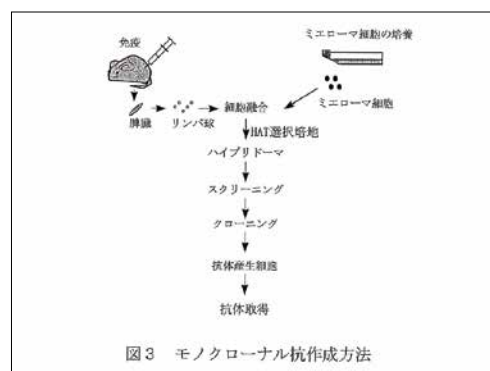 免疫
ミエローマ細胞の培養
脾臓
リンパ球
細胞融合
ミエローマ細胞
HAT選択培地
ハイブリドーマ
スクリーニング
クローニング
抗体産生細胞
抗体取得
図3 モノクローナル抗作成方法